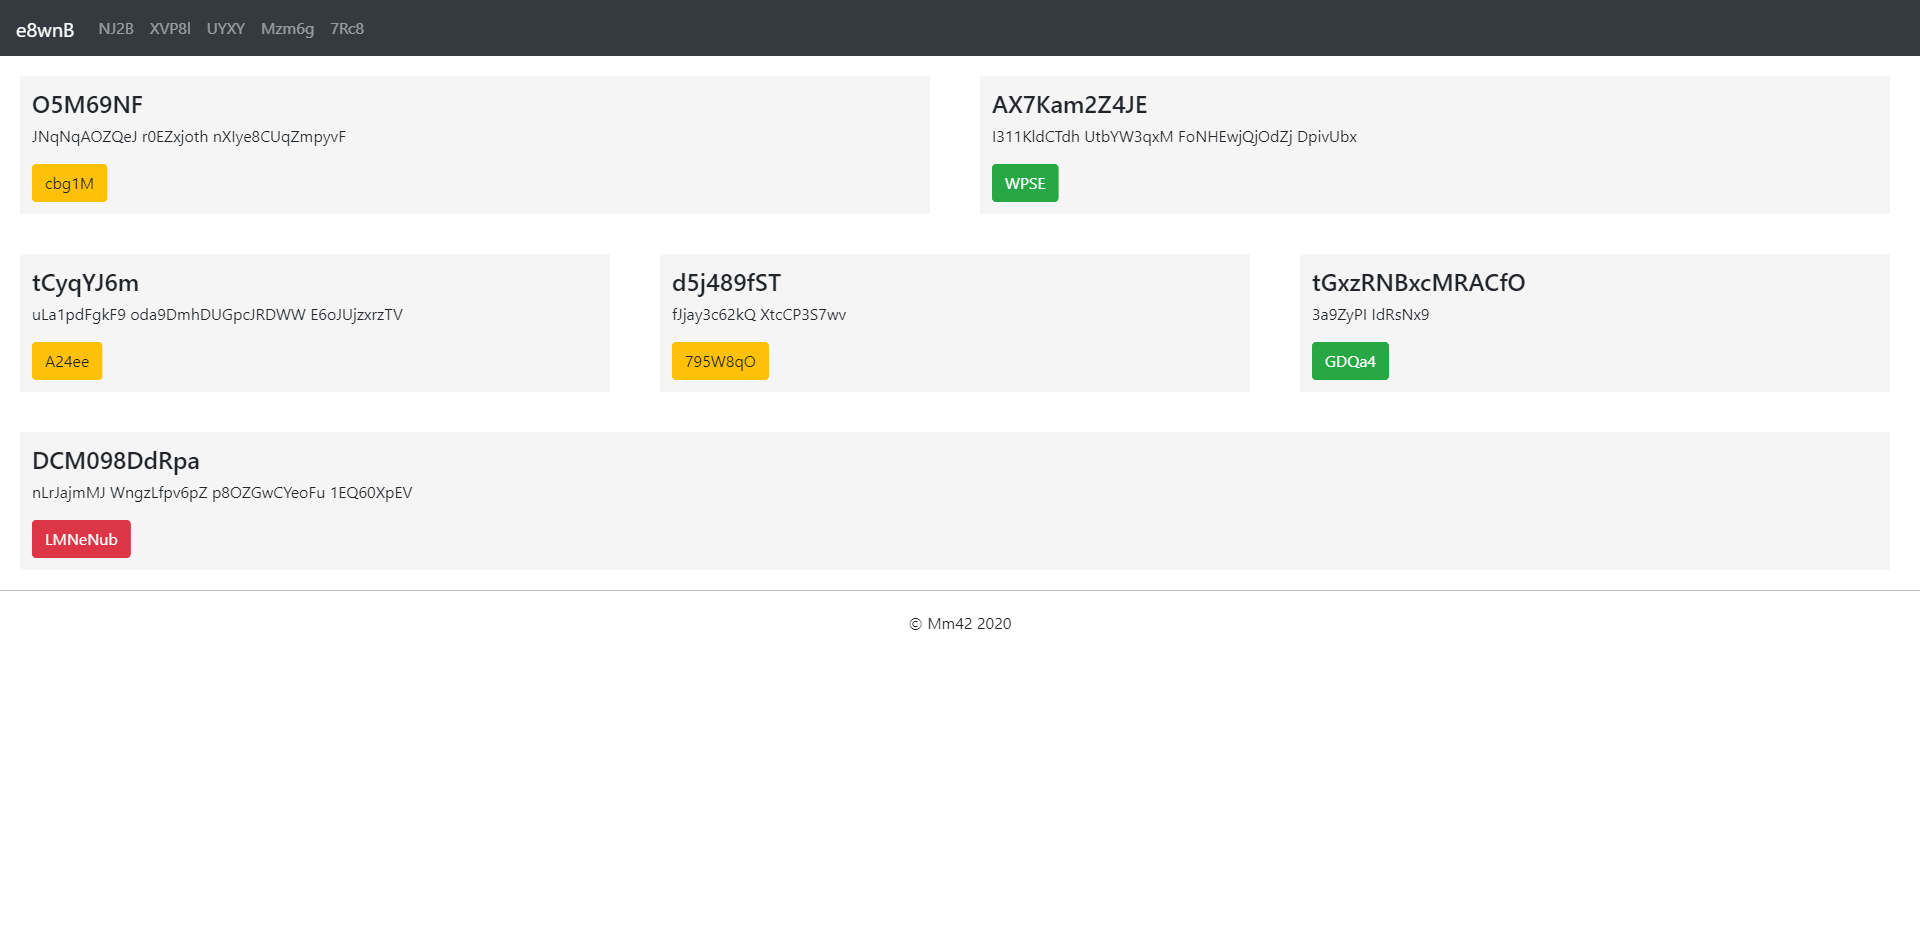 e8wnB NJ2B XVP8l UYXY Mzm6g 7Rc8
O5M69NF
JNqNqAOZQeJ r0EZxjoth nXIye8CUqZmpyvF
cbg1M
AX7Kam2Z4JE
I311KldCTdh UtbYW3qxM FoNHEwjQjOdZj DpivUbx
WPSE
tCyqYJ6m
uLa1pdFgkF9 oda9DmhDUGpcJRDWW E6oJUjzxrzTV
A24ee
d5j489fST
fJjay3c62kQ XtcCP3S7wv
795W8qO
tGxzRNBxcMRACfO
3a9ZyPI IdRsNx9
GDQa4
DCM098DdRpa
nLrJajmMJ WngzLfpv6pZ p8OZGwCYeoFu 1EQ60XpEV
LMNeNub
© Mm42 2020